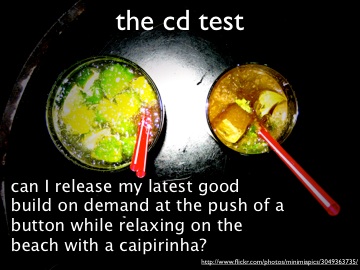 the cd test
can I release my latest good
build on demand at the push of a
button while relaxing on the
beach with a caipirinha?
http://www.flickr.com/photos/minimiapics/3049363735/